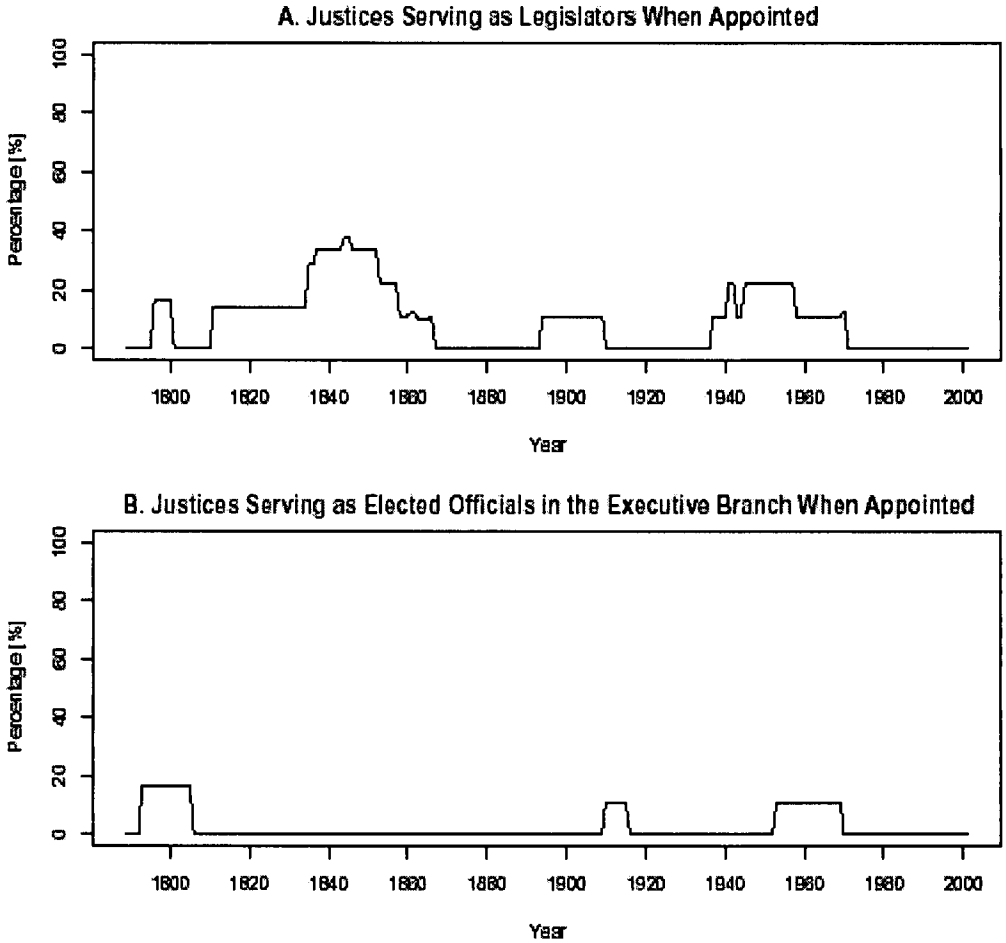 A. Justices Serving as Legislators When Appointed
Percentage [%]
100
80
60
40
20
0
1800 1820 1840 1860 1880 1900 1920 1940 1960 1980 2000
Year
B. Justices Serving as Elected Officials in the Executive Branch When Appointed
Percentage [%]
100
80
60
40
20
0
1800 1820 1840 1860 1880 1900 1920 1940 1960 1980 2000
Year